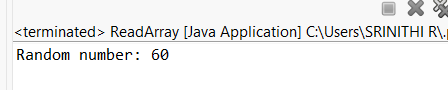 <terminated> ReadArray [Java Application] C:\Users\SRINITHI R\.
Random number: 60